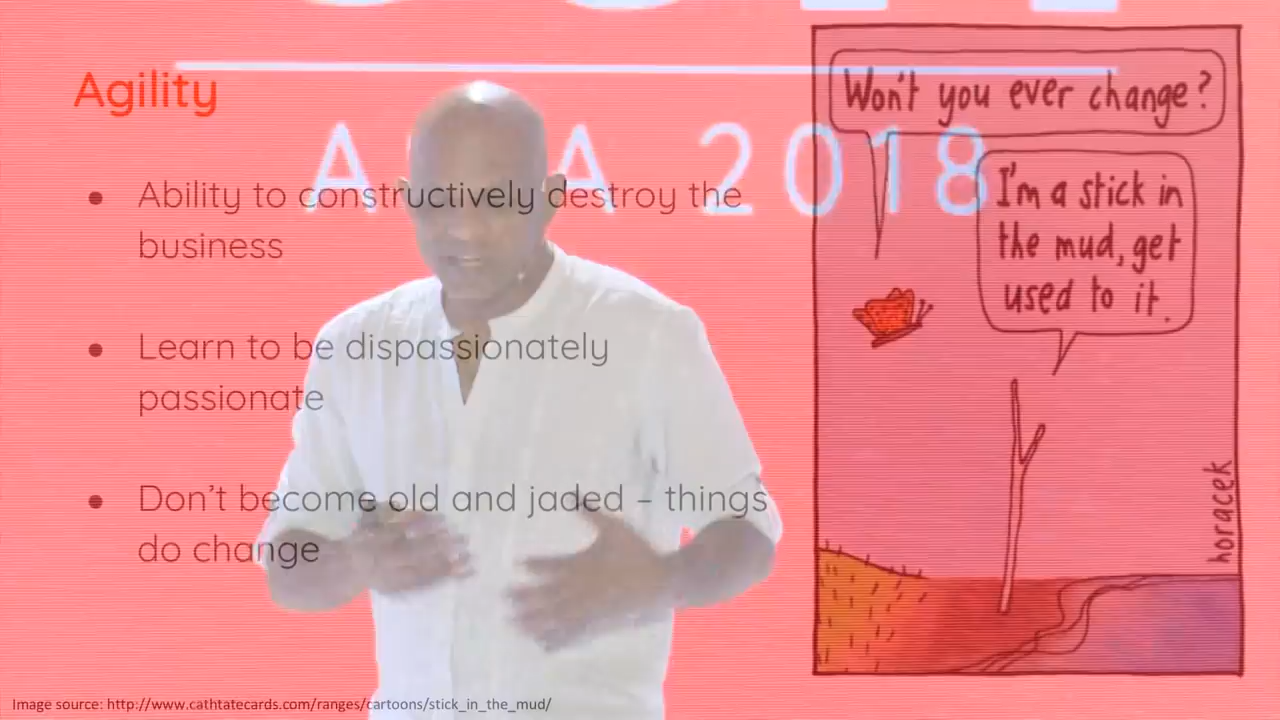 Agility
Ability to constructively destroy the
business
Learn to be dispassionately
passionate
Don't become old and jaded – things
do change
2018
Won't you ever change?
I'm a stick in
the mud, get
used to it.
horacek
Image source: http://www.cathtatecards.com/ranges/cartoons/stick_in_the_mud/